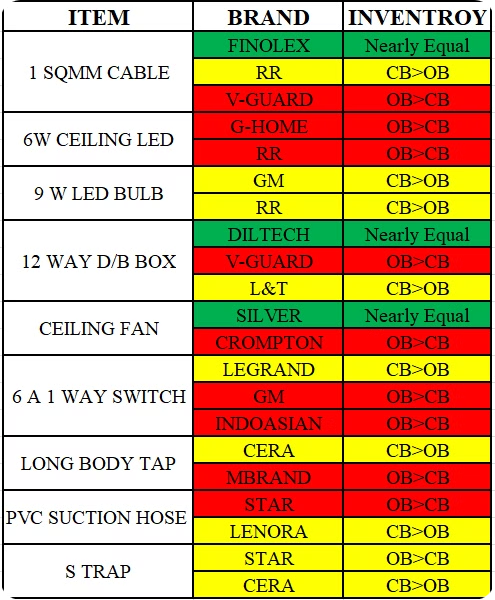 ITEM BRAND INVENTROY
1 SQMM CABLE FINOLEX Nearly Equal
RR CB>OB
V-GUARD OB>CB
6W CEILING LED G-HOME OB>CB
RR OB>CB
9 W LED BULB GM CB>OB
RR CB>OB
12 WAY D/B BOX DILTECH Nearly Equal
V-GUARD OB>CB
L&T CB>OB
CEILING FAN SILVER Nearly Equal
CROMPTON OB>CB
6 A 1 WAY SWITCH LEGRAND CB>OB
GM OB>CB
INDOASIAN OB>CB
LONG BODY TAP CERA CB>OB
MBRAND OB>CB
PVC SUCTION HOSE STAR OB>CB
LENORA CB>OB
S TRAP STAR OB>CB
CERA CB>OB